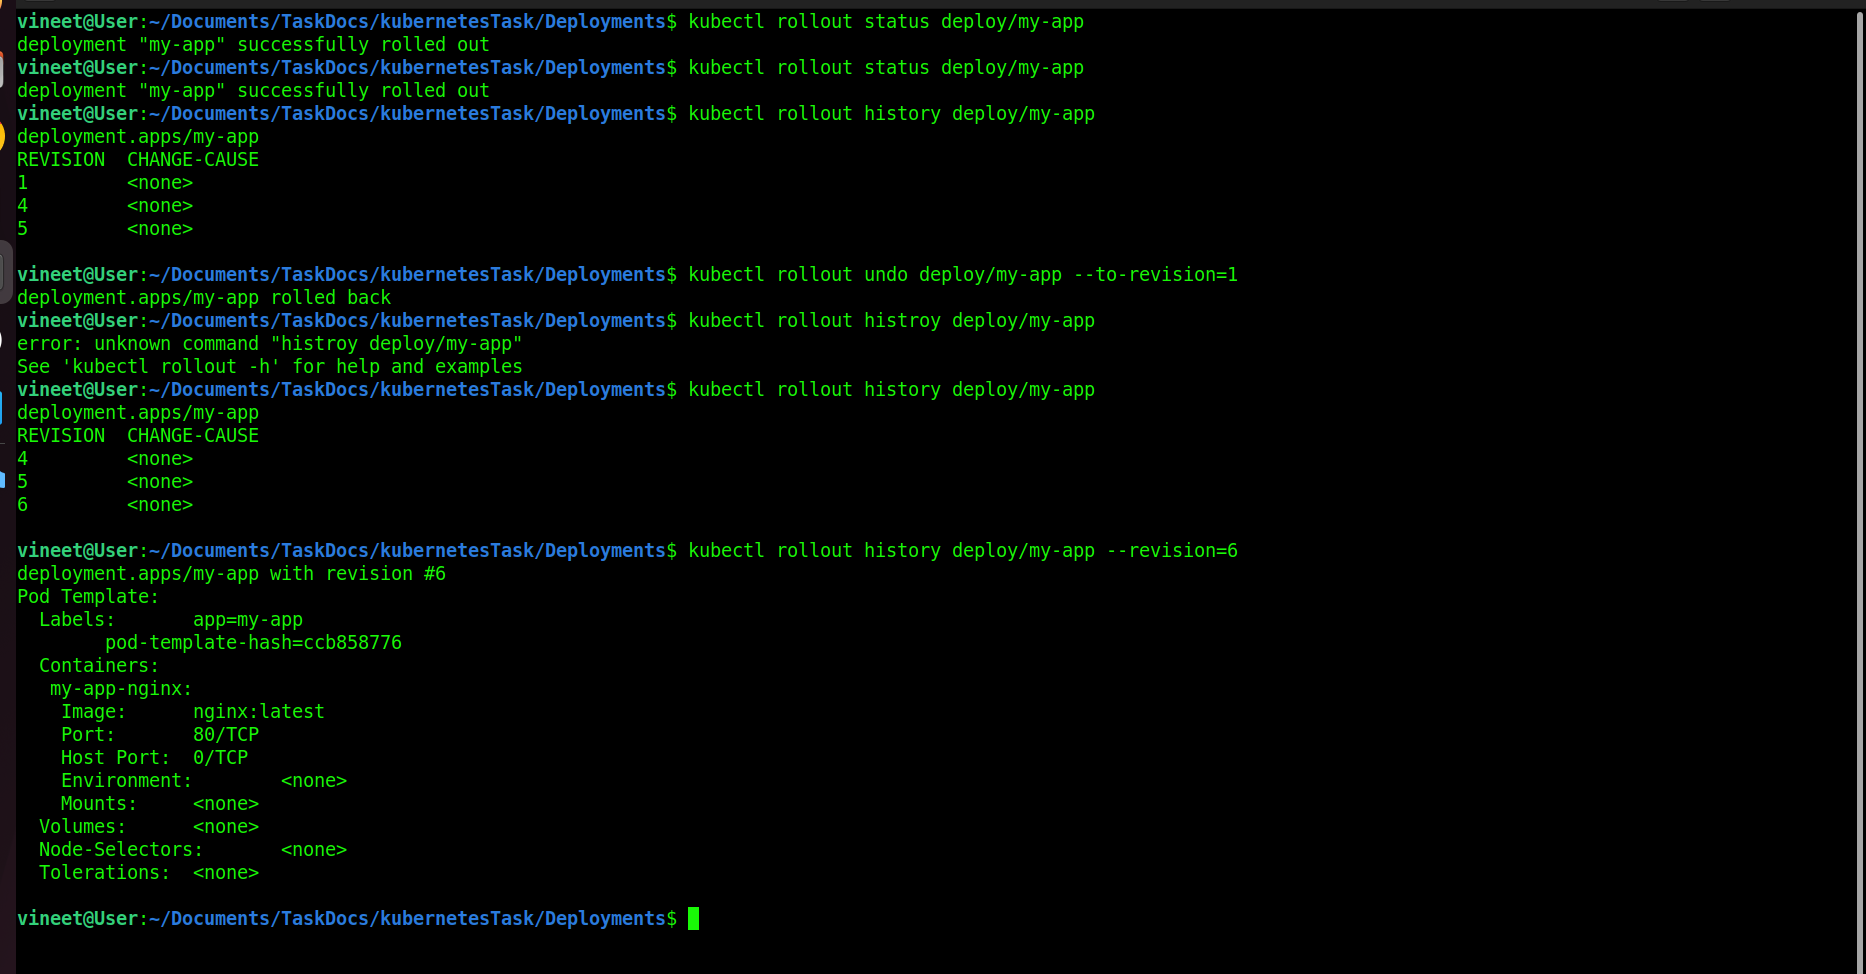 vineet@User:~/Documents/TaskDocs/kubernetesTask/Deployments$ kubectl rollout status deploy/my-app
deployment "my-app" successfully rolled out
vineet@User:~/Documents/TaskDocs/kubernetesTask/Deployments$ kubectl rollout status deploy/my-app
deployment "my-app" successfully rolled out
vineet@User:~/Documents/TaskDocs/kubernetesTask/Deployments$ kubectl rollout history deploy/my-app
deployment.apps/my-app
REVISION  CHANGE-CAUSE
1         <none>
4         <none>
5         <none>
vineet@User:~/Documents/TaskDocs/kubernetesTask/Deployments$ kubectl rollout undo deploy/my-app --to-revision=1
deployment.apps/my-app rolled back
vineet@User:~/Documents/TaskDocs/kubernetesTask/Deployments$ kubectl rollout histroy deploy/my-app
error: unknown command "histroy deploy/my-app"
See 'kubectl rollout -h' for help and examples
vineet@User:~/Documents/TaskDocs/kubernetesTask/Deployments$ kubectl rollout history deploy/my-app
deployment.apps/my-app
REVISION  CHANGE-CAUSE
4         <none>
5         <none>
6         <none>
vineet@User:~/Documents/TaskDocs/kubernetesTask/Deployments$ kubectl rollout history deploy/my-app --revision=6
deployment.apps/my-app with revision #6
Pod Template:
  Labels:       app=my-app
        pod-template-hash=ccb858776
  Containers:
   my-app-nginx:
    Image:      nginx:latest
    Port:       80/TCP
    Host Port:  0/TCP
    Environment:        <none>
    Mounts:     <none>
  Volumes:      <none>
  Node-Selectors:       <none>
  Tolerations:  <none>
vineet@User:~/Documents/TaskDocs/kubernetesTask/Deployments$